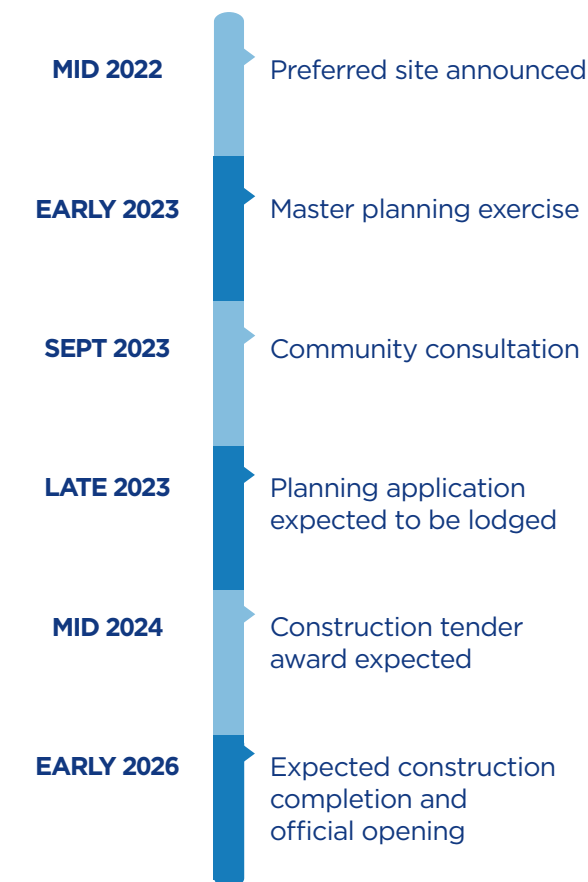 MID 2022
Preferred site announced
EARLY 2023
Master planning exercise
SEPT 2023
Community consultation
LATE 2023
Planning application
expected to be lodged
MID 2024
Construction tender
award expected
EARLY 2026
Expected construction
completion and
official opening